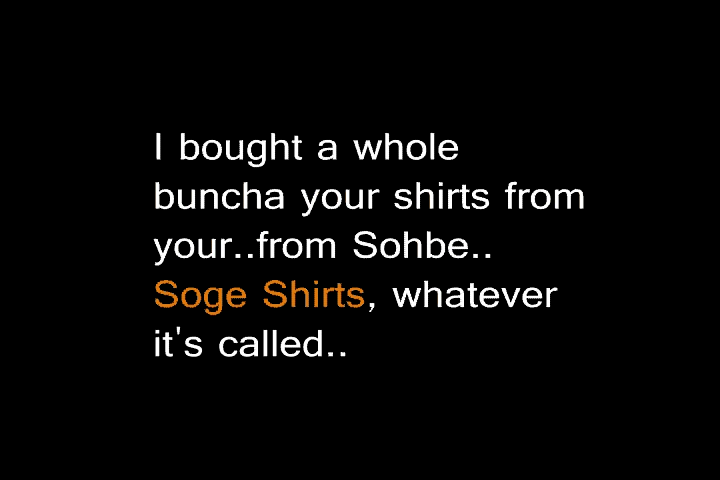 I bought a whole
buncha your shirts from
your..from Sohbe..
Soge Shirts, whatever
it's called..